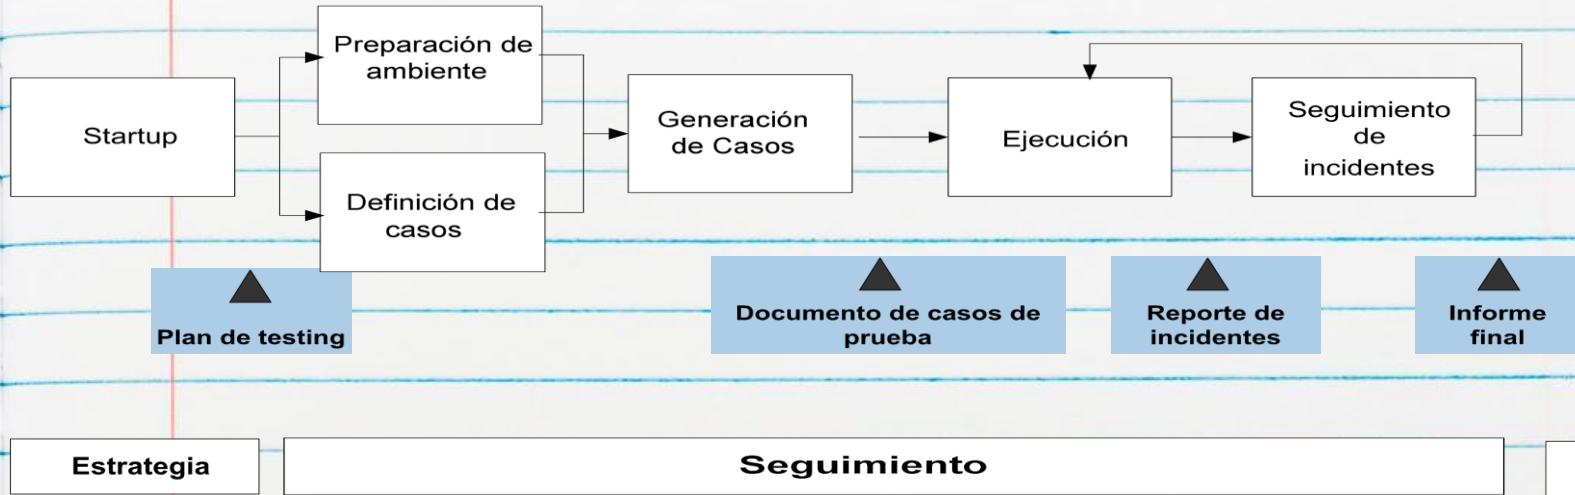 Preparación de
ambiente
Startup
Definición de
casos
Generación
de Casos
Ejecución
Seguimiento
de
incidentes
Plan de testing
Documento de casos de
prueba
Reporte de
incidentes
Informe
final
Estrategia
Seguimiento